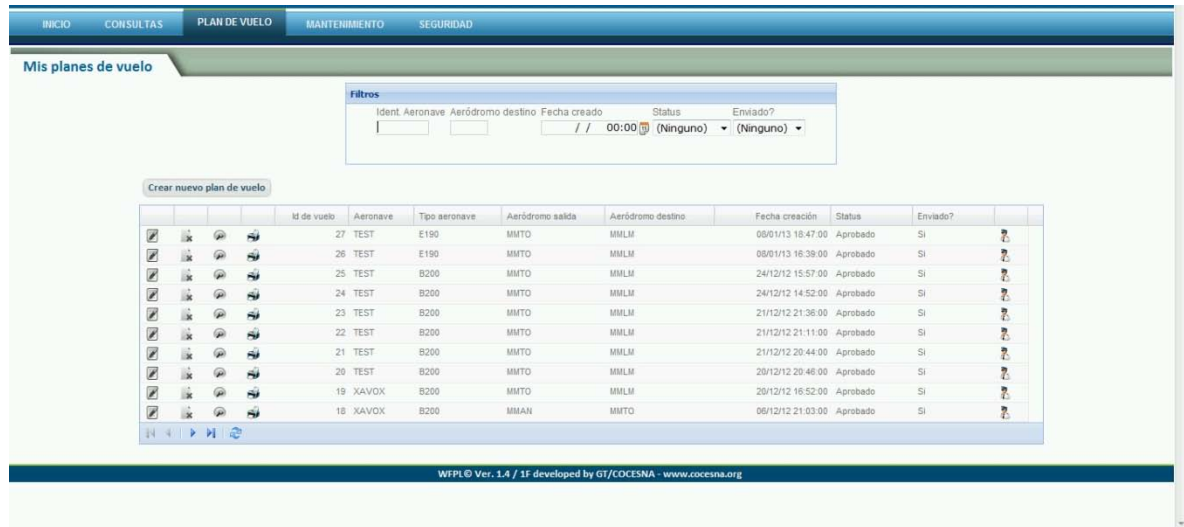 INICIO CONSULTAS PLAN DE VUELO MANTENIMIENTO SEGURIDAD
Mis planes de vuelo
Filtros
Ident. Aeronave Aeródromo destino Fecha creado Status Enviado?
/ / 00:00 (Ninguno) (Ninguno)
Crear nuevo plan de vuelo
Id de vuelo Aeronave Tipo aeronave Aeródromo salida Aeródromo destino Fecha creación Status Enviado?
27 TEST E190 MMTO MMLM 08/01/13 18:47:00 Aprobado Si
26 TEST E190 MMTO MMLM 08/01/13 16:39:00 Aprobado Si
25 TEST B200 MMTO MMLM 24/12/12 15:57:00 Aprobado Si
24 TEST B200 MMTO MMLM 24/12/12 14:52:00 Aprobado Si
23 TEST B200 MMTO MMLM 21/12/12 21:36:00 Aprobado Si
22 TEST B200 MMTO MMLM 21/12/12 21:11:00 Aprobado Si
21 TEST B200 MMTO MMLM 21/12/12 20:44:00 Aprobado Si
20 TEST B200 MMTO MMLM 20/12/12 20:46:00 Aprobado Si
19 XAVOX B200 MMTO MMLM 20/12/12 16:52:00 Aprobado Si
18 XAVOX B200 MMAN MMTO 06/12/12 21:03:00 Aprobado Si
WFPL© Ver. 1.4 / 1F developed by GT/COCESNA - www.cocesna.org